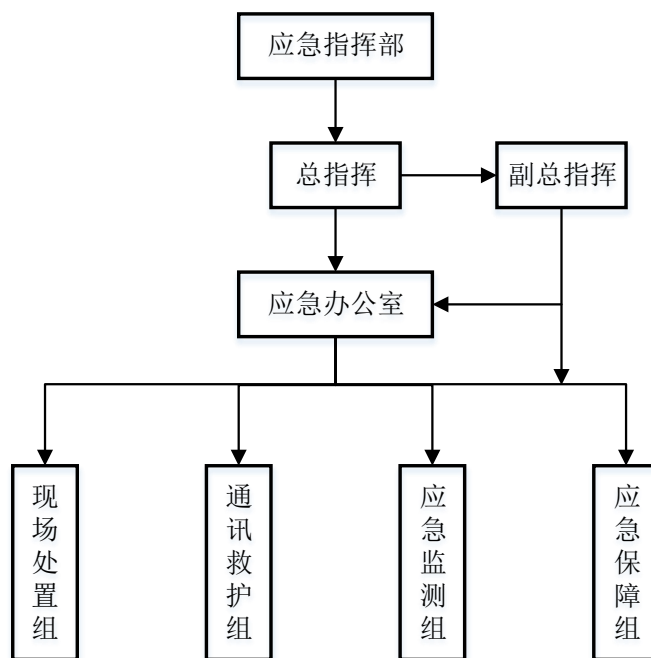 应急指挥部
总指挥
副总指挥
应急办公室
现场处置组
通讯救护组
应急监测组
应急保障组